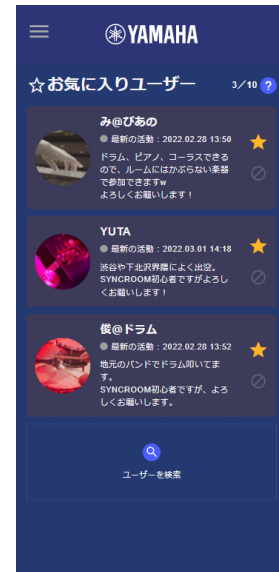 YAMAHA
☆お気に入りユーザー 3/10 ?
み@ぴあの
最新の活動：2022.02.28 13:50
ドラム、ピアノ、コーラスできる
ので、ルームにはかぶらない楽器
で参加できますw
よろしくお願いします！
YUTA
最新の活動：2022.03.01 14:18
渋谷や下北沢界隈によく出没。
SYNCROOM初心者ですがよろし
くお願いします！
俊@ドラム
最新の活動：2022.02.28 13:52
地元のバンドでドラム叩いてま
す。
SYNCROOM初心者ですが、よろ
しくお願いします。
ユーザーを検索